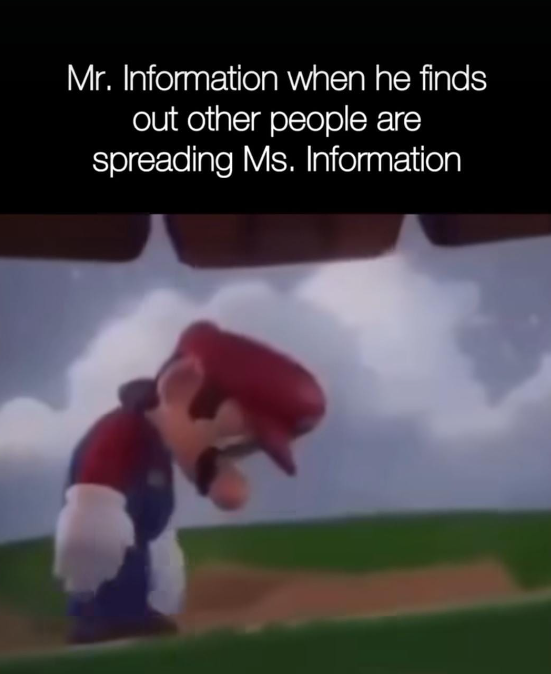 Mr. Information when he finds
out other people are
spreading Ms. Information